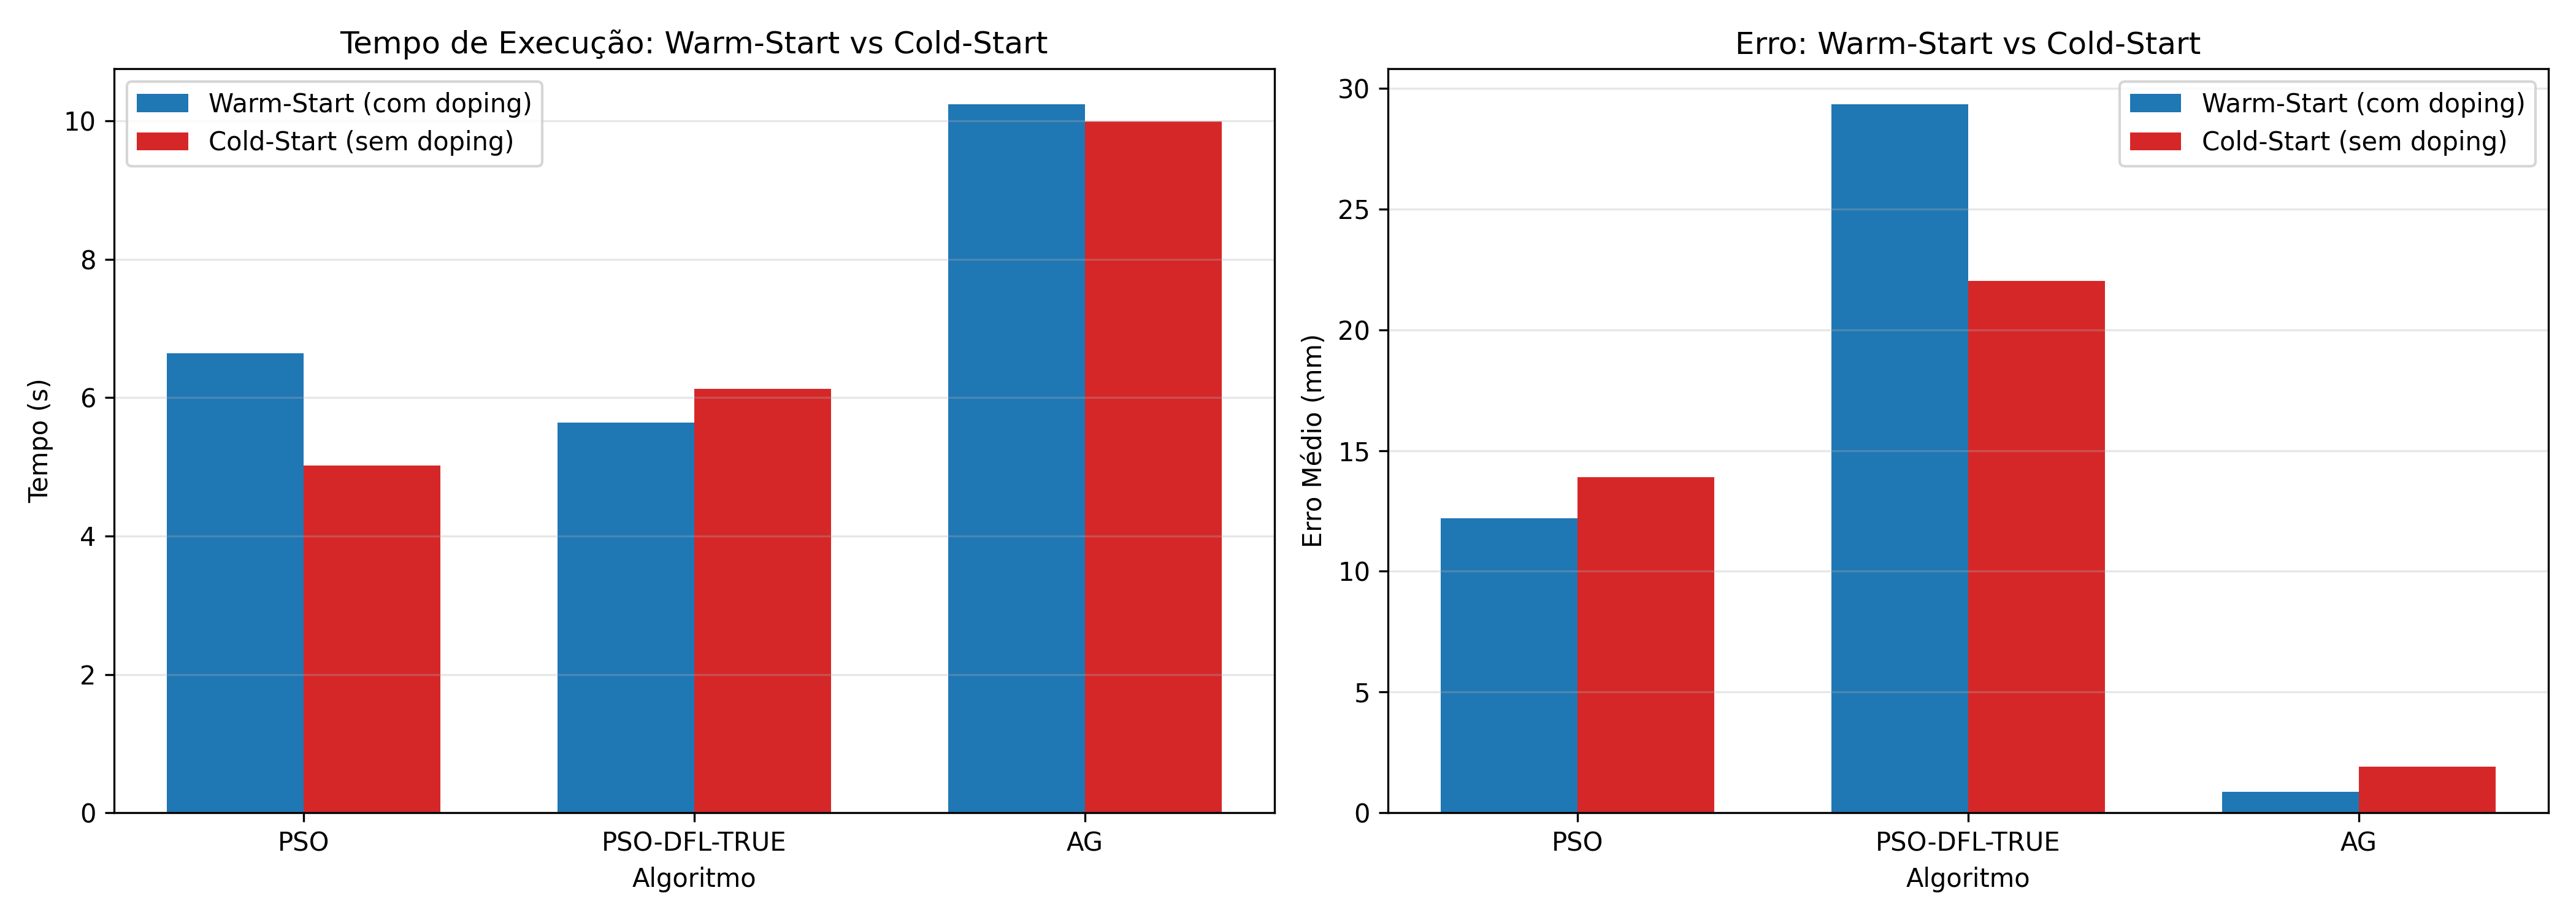 Tempo de Execução: Warm-Start vs Cold-Start
Warm-Start (com doping)
Cold-Start (sem doping)
10
8
6
4
2
0
Tempo (s)
PSO
PSO-DFL-TRUE
AG
Algoritmo
Erro: Warm-Start vs Cold-Start
Warm-Start (com doping)
Cold-Start (sem doping)
30
25
20
15
10
5
0
Erro Médio (mm)
PSO
PSO-DFL-TRUE
AG
Algoritmo